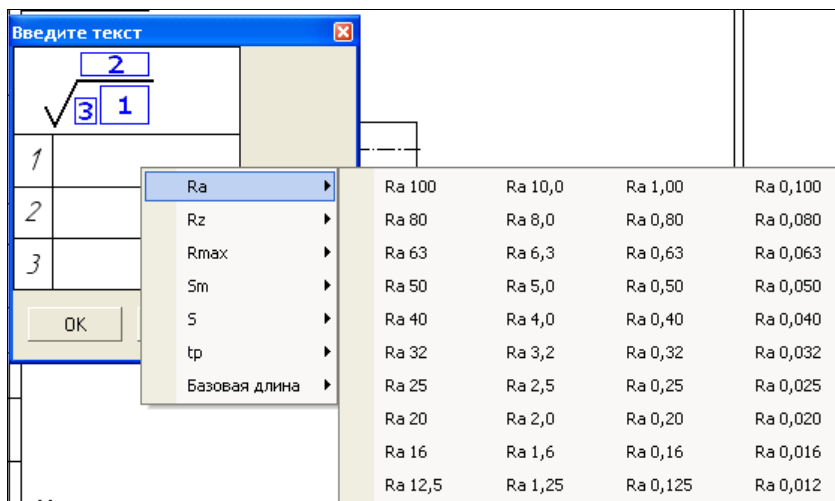 Введите текст
2
3 1
1
2
3
OK
Ra
Rz
Rmax
Sm
S
tp
Базовая длина
Ra 100 Ra 10,0 Ra 1,00 Ra 0,100
Ra 80 Ra 8,0 Ra 0,80 Ra 0,080
Ra 63 Ra 6,3 Ra 0,63 Ra 0,063
Ra 50 Ra 5,0 Ra 0,50 Ra 0,050
Ra 40 Ra 4,0 Ra 0,40 Ra 0,040
Ra 32 Ra 3,2 Ra 0,32 Ra 0,032
Ra 25 Ra 2,5 Ra 0,25 Ra 0,025
Ra 20 Ra 2,0 Ra 0,20 Ra 0,020
Ra 16 Ra 1,6 Ra 0,16 Ra 0,016
Ra 12,5 Ra 1,25 Ra 0,125 Ra 0,012